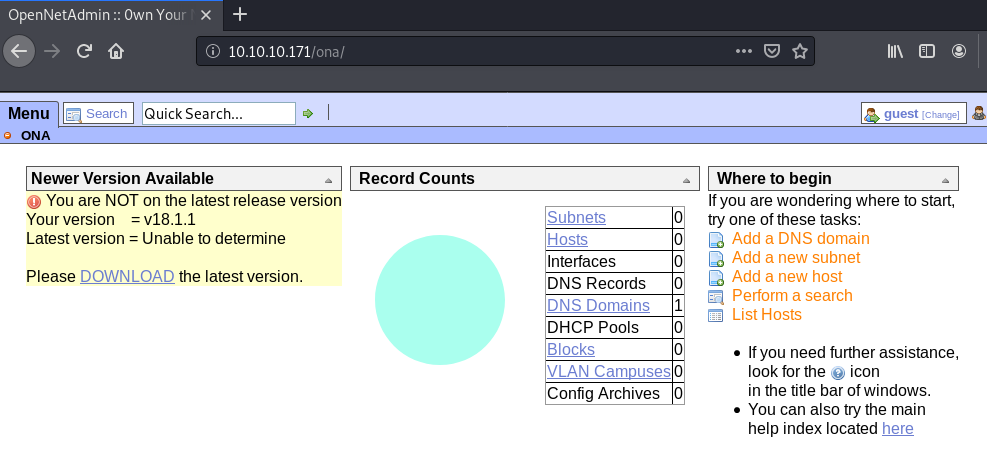 OpenNetAdmin :: 0wn Your
10.10.10.171/ona/
Menu
Search
Quick Search...
guest [Change]
ONA
Newer Version Available
You are NOT on the latest release version
Your version = v18.1.1
Latest version = Unable to determine
Please DOWNLOAD the latest version.
Record Counts
Subnets 0
Hosts 0
Interfaces 0
DNS Records 0
DNS Domains 1
DHCP Pools 0
Blocks 0
VLAN Campuses 0
Config Archives 0
Where to begin
If you are wondering where to start,
try one of these tasks:
Add a DNS domain
Add a new subnet
Add a new host
Perform a search
List Hosts
If you need further assistance,
look for the icon
in the title bar of windows.
You can also try the main
help index located here